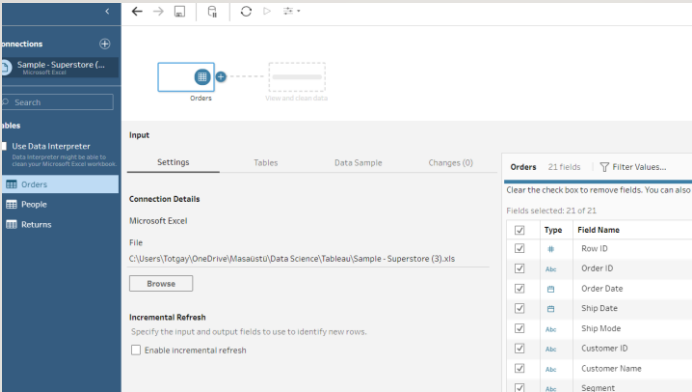 onnections
Sample - Superstore (...
Microsoft Excel
Search
ables
Use Data Interpreter
Data Interpreter might be able to
clean your Microsoft Excel workbook.
Orders
People
Returns
Orders
View and clean data
Input
Settings
Tables
Data Sample
Changes (0)
Connection Details
Microsoft Excel
File
C:\Users\Totgay\OneDrive\Masaüstü\Data Science\Tableau\Sample - Superstore (3).xls
Browse
Incremental Refresh
Specify the input and output fields to use to identify new rows.
Enable incremental refresh
Orders 21 fields Filter Values...
Clear the check box to remove fields. You can also
Fields selected: 21 of 21
Type Field Name
# Row ID
Abc Order ID
Order Date
Ship Date
Abc Ship Mode
Abc Customer ID
Abc Customer Name
Abc Segment